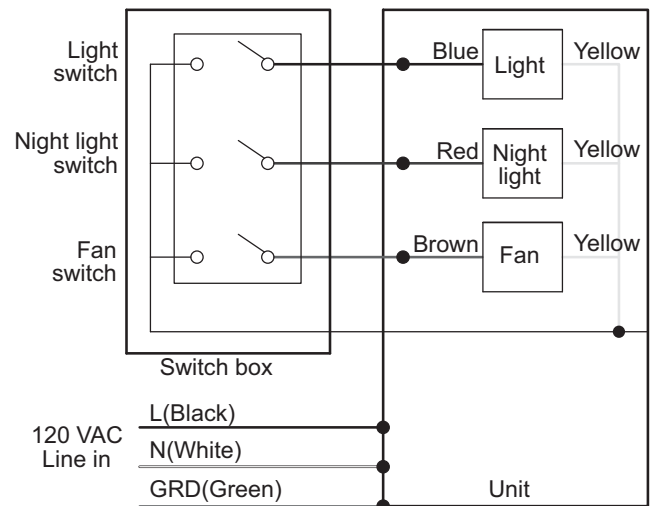 Light
switch
Blue
Light
Yellow
Night light
switch
Red
Night
light
Yellow
Fan
switch
Brown
Fan
Yellow
Switch box
120 VAC
Line in
L(Black)
N(White)
GRD(Green)
Unit